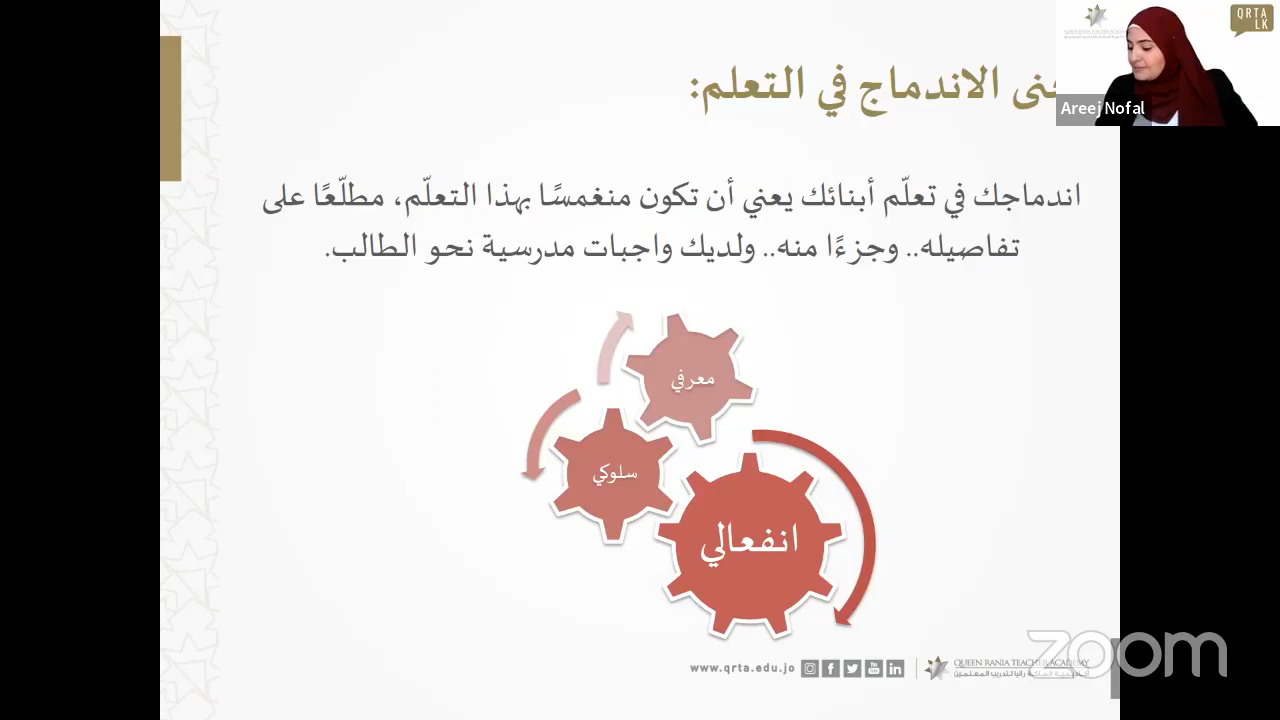 الاندماج في التعلم:
اندماجك في تعلّم أبنائك يعني أن تكون منغمسًا بهذا التعلّم، مطلّعًا على
تفاصيله.. وجزءًا منه.. ولديك واجبات مدرسية نحو الطالب.
معرفي
سلوكي
انفعالي
www.qrta.edu.jo
QUEEN RANIA TEACHER ACADEMY
أكاديمية الملكة رانيا لتدريب المعلمين
zoom
Areej Nofal
QRTA
LK